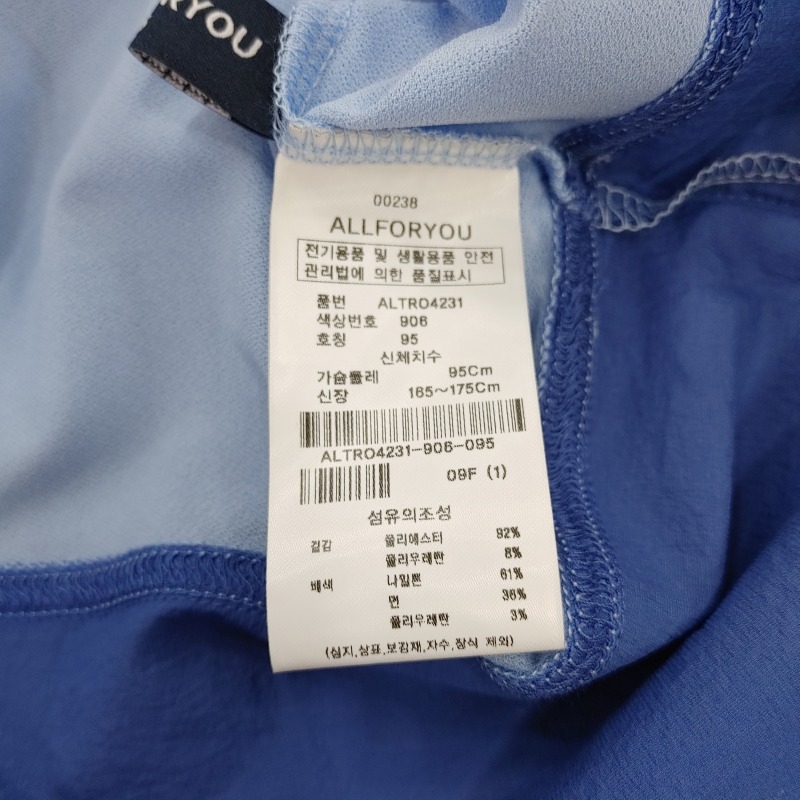 RYOU
00238
ALLFORYOU
전기용품 및 생활용품 안전
관리법에 의한 품질표시
품번 ALTRO4231
색상번호 906
호칭 95
신체치수
가슴둘레 95Cm
신장 165~175Cm
ALTRO4231-906-095
09F (1)
섬유의조성
겉감 폴리에스터 92%
폴리우레탄 8%
배색 나일론 61%
면 36%
폴리우레탄 3%
(심지,상표,보강재,자수,장식 제외)